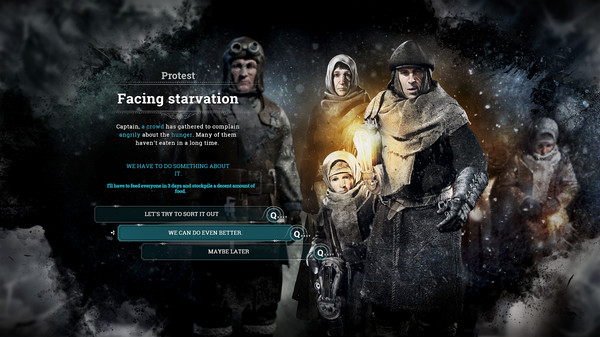 Protest
Facing starvation
Captain, a crowd has gathered to complain
angrily about the hunger. Many of them
haven't eaten in a long time.
WE HAVE TO DO SOMETHING ABOUT
IT.
I'll have to feed everyone in 3 days and stockpile a decent amount of
food.
LET'S TRY TO SORT IT OUT
WE CAN DO EVEN BETTER
MAYBE LATER